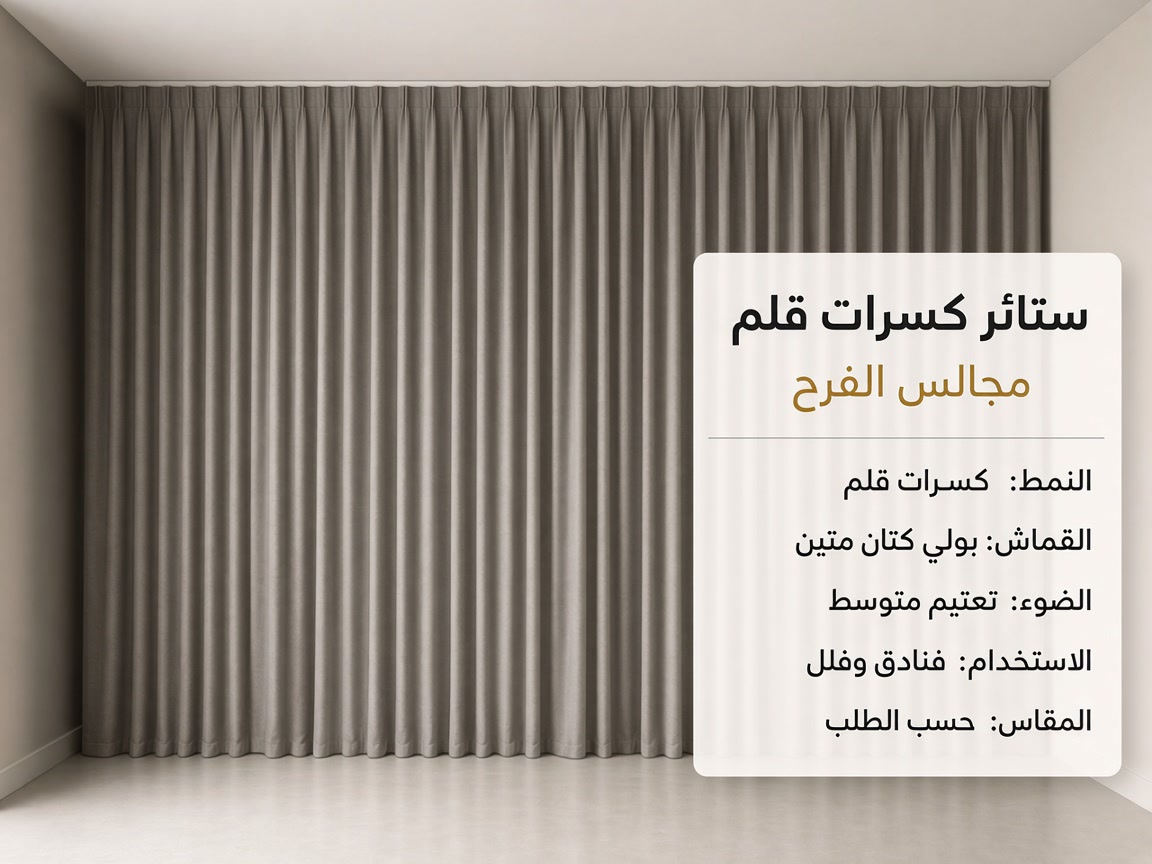 ستائر كسرات قلم
مجالس الفرح
النمط: كسرات قلم
القماش: بولي كتان متين
الضوء: تعتيم متوسط
الاستخدام: فنادق وفلل
المقاس: حسب الطلب